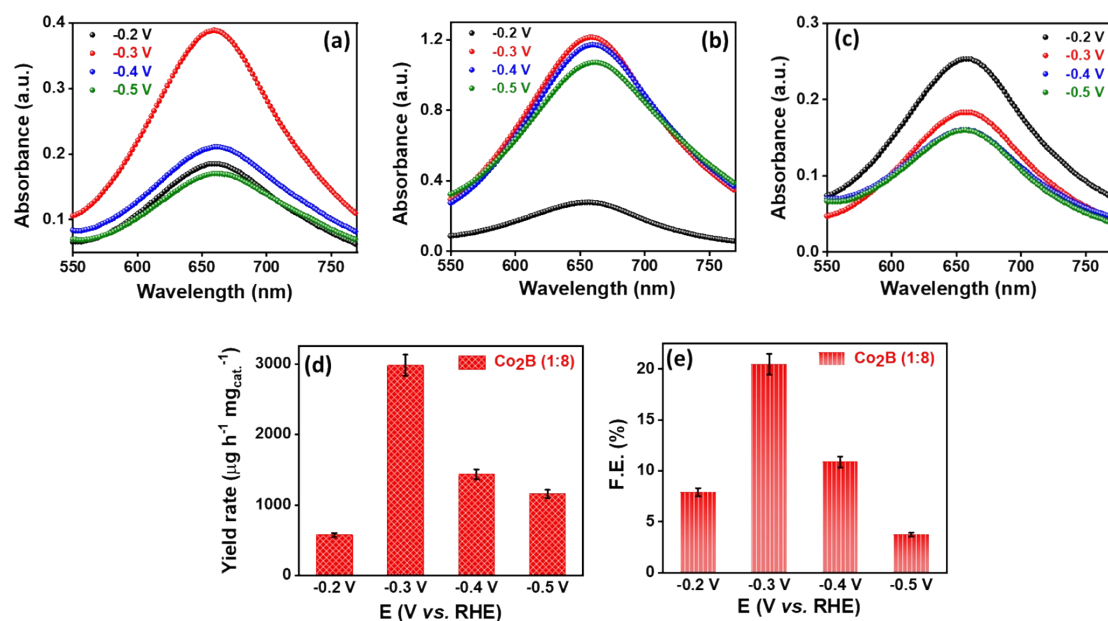 (a)
-0.2 V
-0.3 V
-0.4 V
-0.5 V
0.4
0.3
0.2
0.1
Absorbance (a.u.)
550 600 650 700 750
Wavelength (nm)
(b)
-0.2 V
-0.3 V
-0.4 V
-0.5 V
1.2
0.8
0.4
0.0
Absorbance (a.u.)
550 600 650 700 750
Wavelength (nm)
(c)
-0.2 V
-0.3 V
-0.4 V
-0.5 V
0.3
0.2
0.1
0.0
Absorbance (a.u.)
550 600 650 700 750
Wavelength (nm)
(d)
Co₂B (1:8)
3000
2000
1000
0
Yield rate (μg h⁻¹ mg_cat.⁻¹)
-0.2 V -0.3 V -0.4 V -0.5 V
E (V vs. RHE)
(e)
Co₂B (1:8)
20
15
10
5
0
F.E. (%)
-0.2 V -0.3 V -0.4 V -0.5 V
E (V vs. RHE)